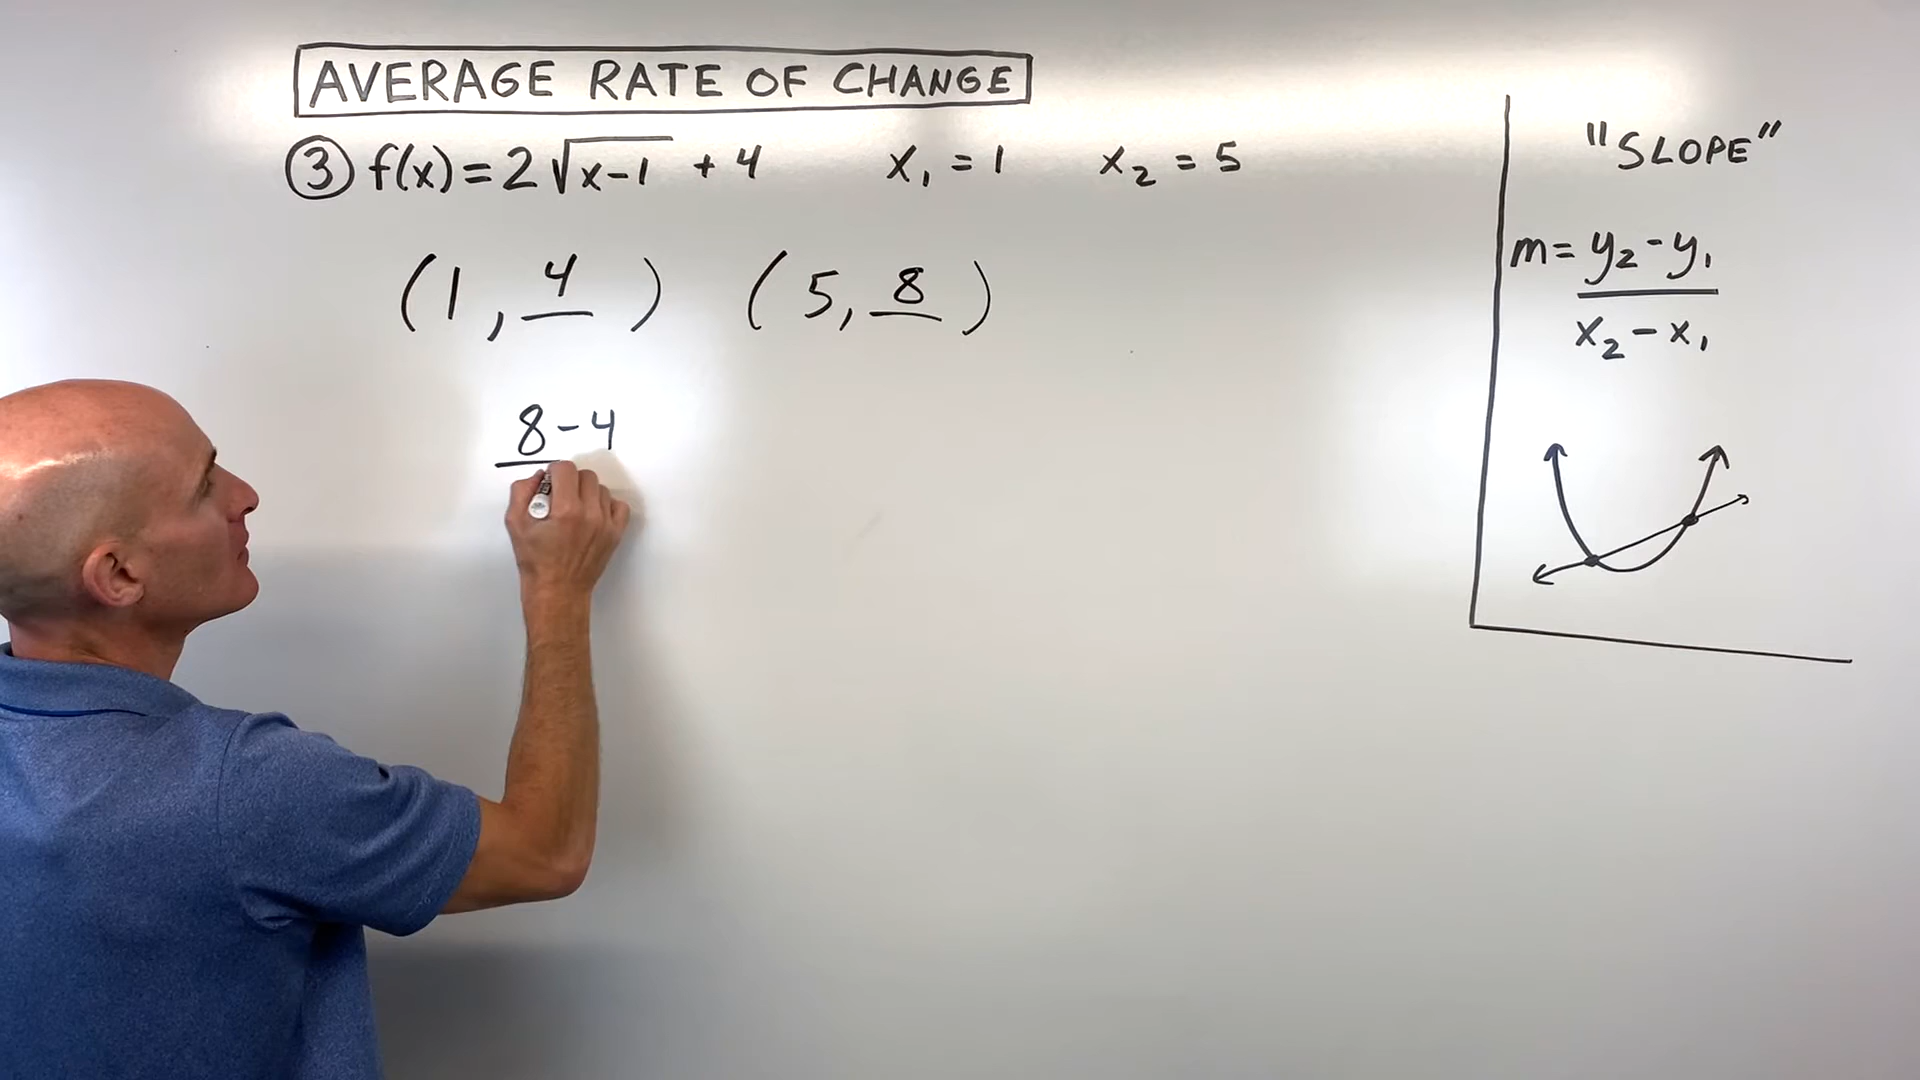 AVERAGE RATE OF CHANGE
③ f(x) = 2√(x-1) + 4 x₁ = 1 x₂ = 5
(1, 4) (5, 8)
8-4
"SLOPE"
m = y₂-y₁
x₂-x₁